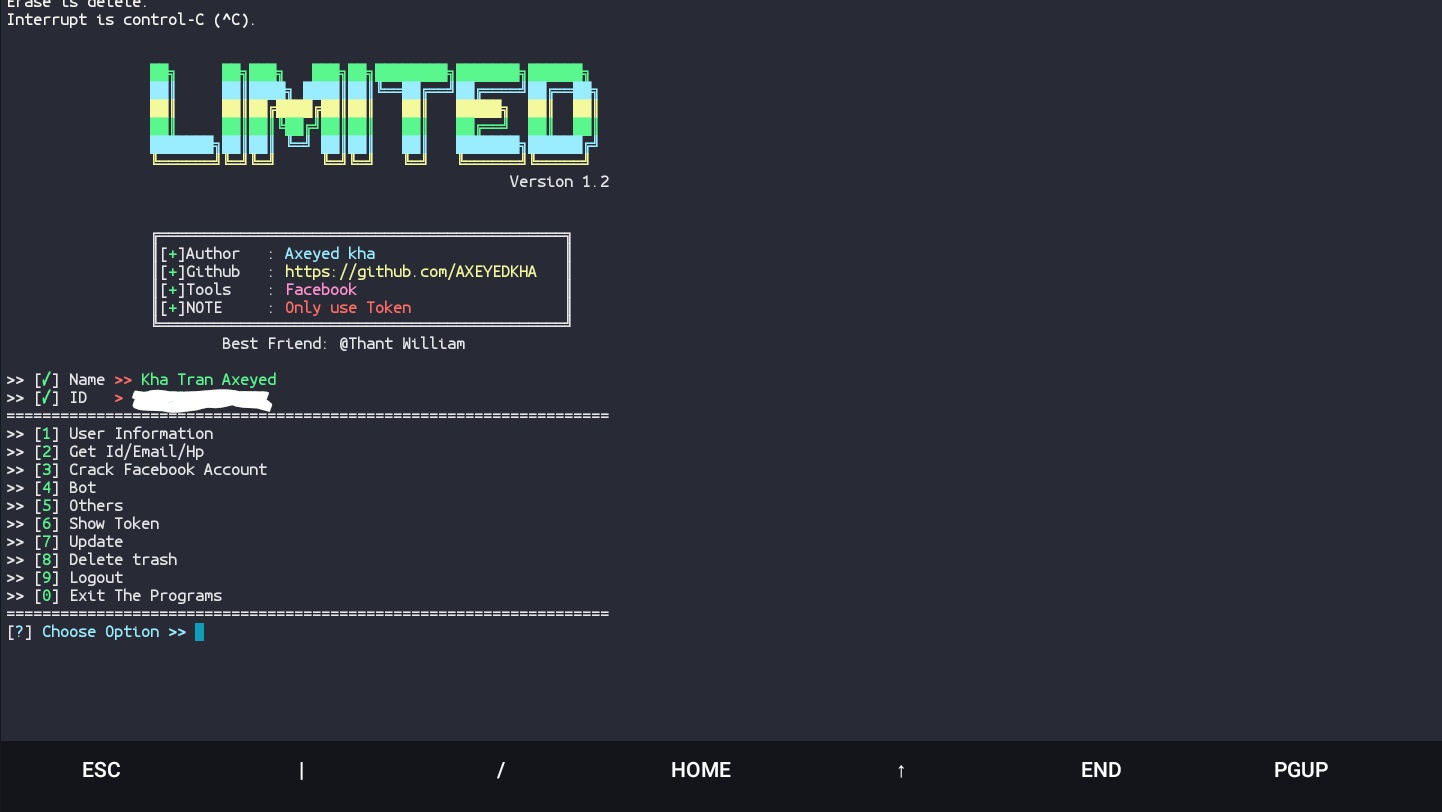 Erase is delete.
Interrupt is control-C (^C).
LIMITED
Version 1.2
[+]Author : Axeyed kha
[+]Github : https://github.com/AXEYEDKHA
[+]Tools : Facebook
[+]NOTE : Only use Token
Best Friend: @Thant William
>> [✓] Name >> Kha Tran Axeyed
>> [✓] ID >
=================================================================== 
>> [1] User Information
>> [2] Get Id/Email/Hp
>> [3] Crack Facebook Account
>> [4] Bot
>> [5] Others
>> [6] Show Token
>> [7] Update
>> [8] Delete trash
>> [9] Logout
>> [0] Exit The Programs
===================================================================
[?] Choose Option >>
ESC | / HOME ↑ END PGUP